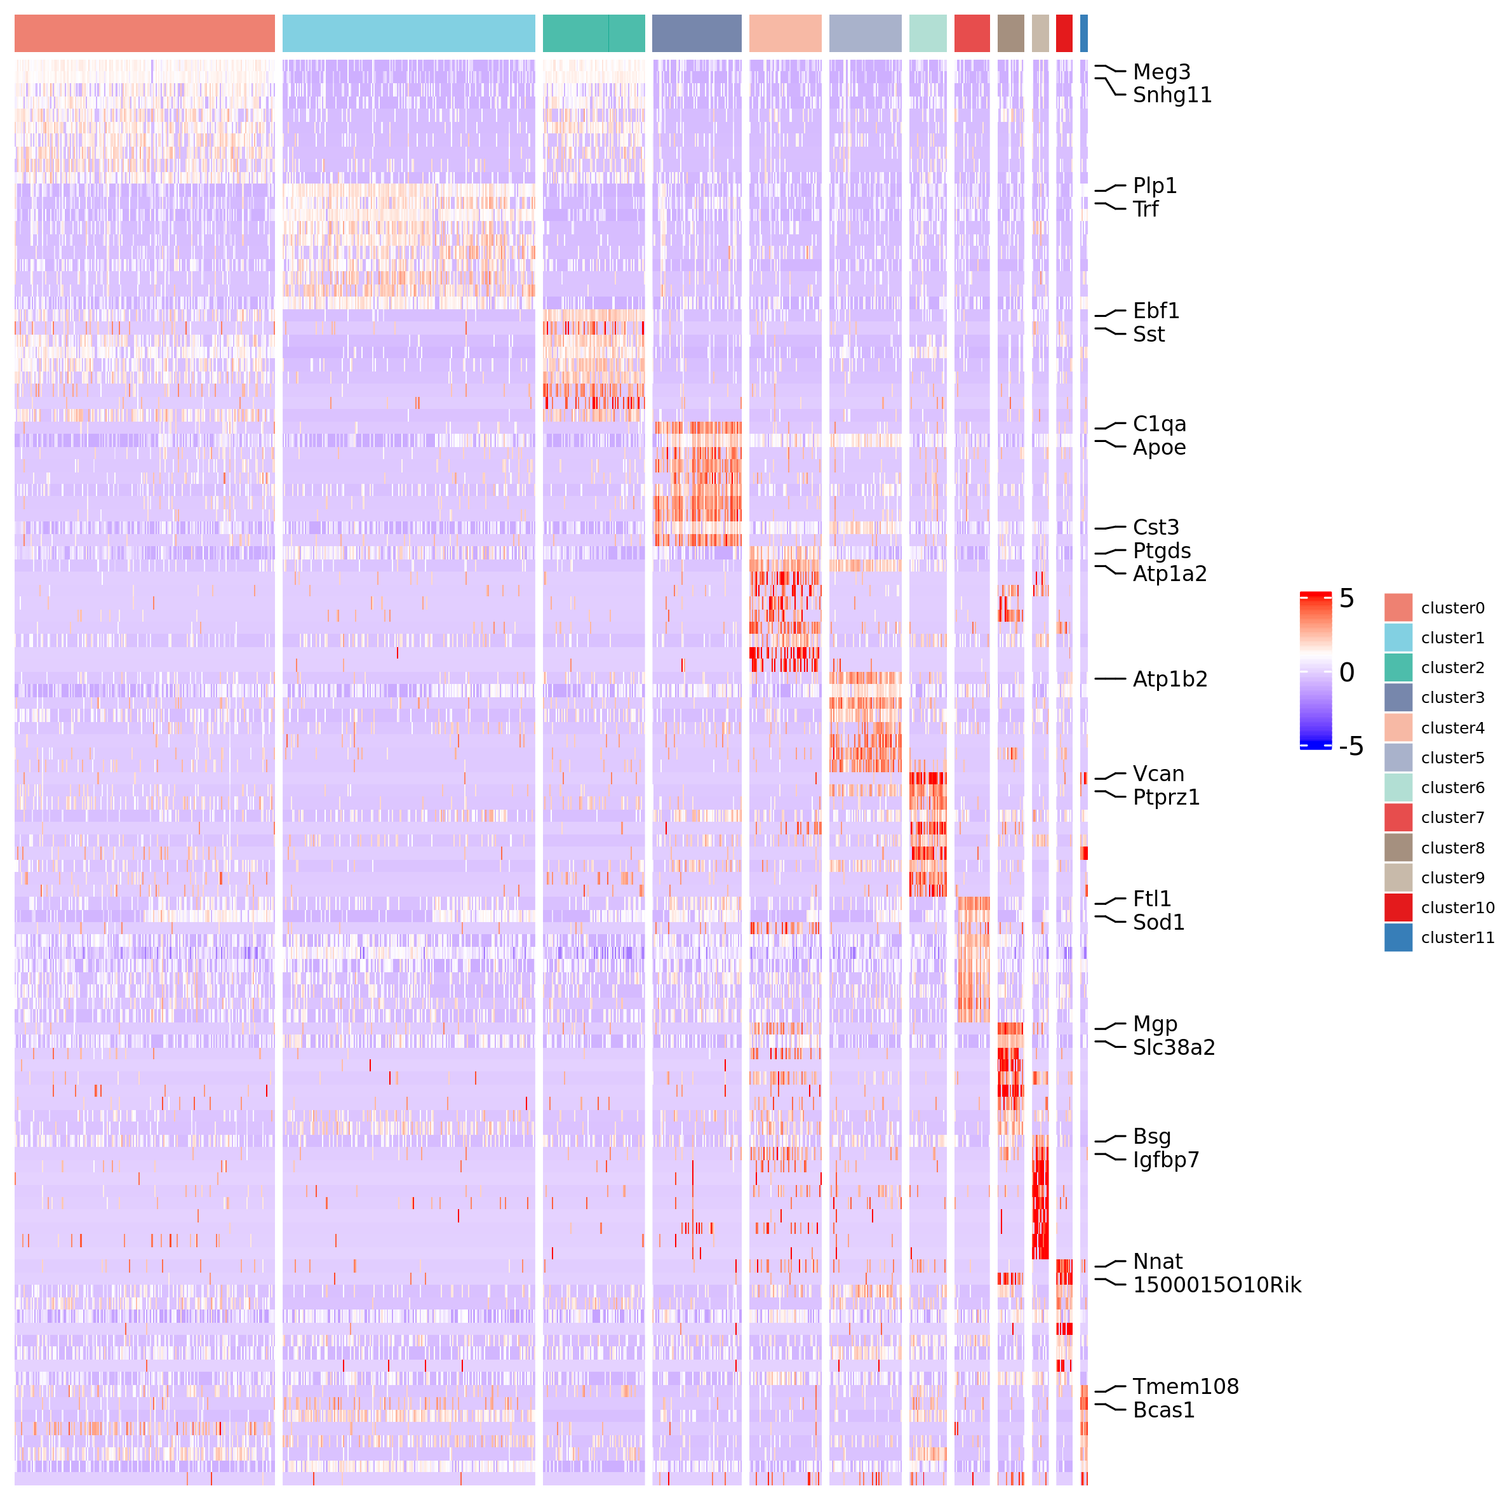 Meg3
Snhg11
Plp1
Trf
Ebf1
Sst
C1qa
Apoe
Cst3
Ptgds
Atp1a2
Atp1b2
Vcan
Ptprz1
Ftl1
Sod1
Mgp
Slc38a2
Bsg
Igfbp7
Nnat
1500015O10Rik
Tmem108
Bcas1
5
0
-5
cluster0
cluster1
cluster2
cluster3
cluster4
cluster5
cluster6
cluster7
cluster8
cluster9
cluster10
cluster11